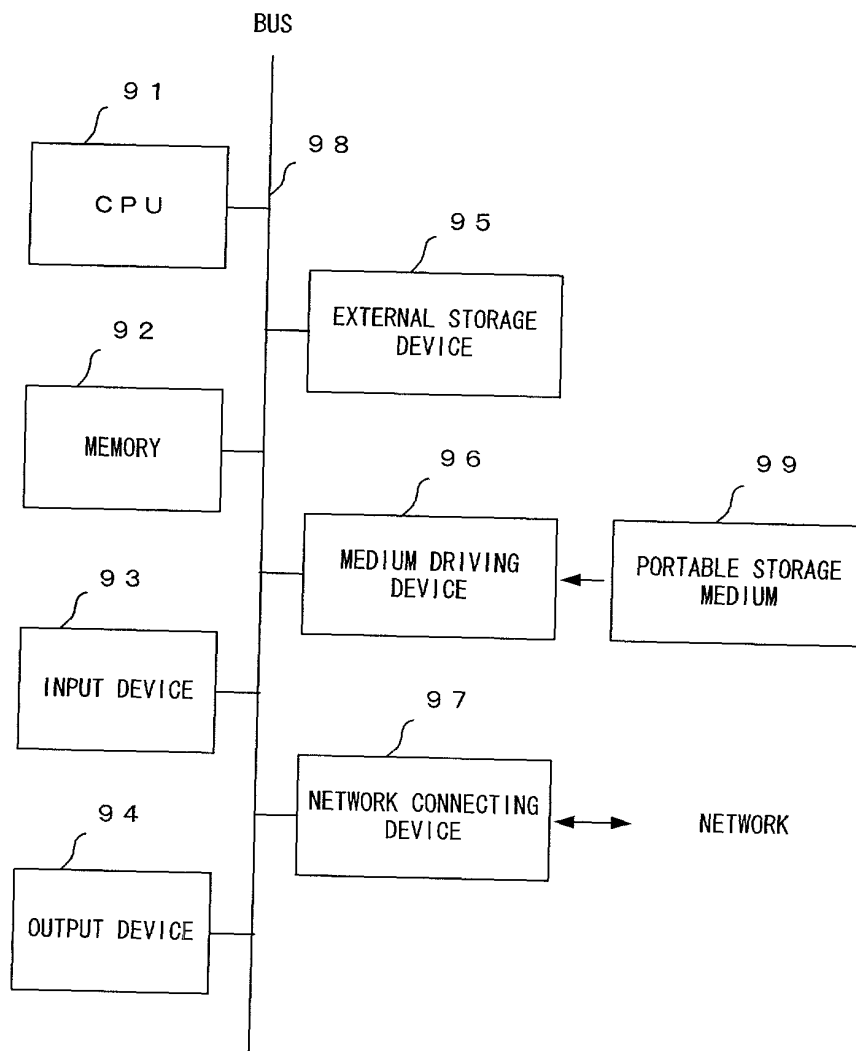 BUS
91
CPU
98
95
EXTERNAL STORAGE
DEVICE
92
MEMORY
96
MEDIUM DRIVING
DEVICE
99
PORTABLE STORAGE
MEDIUM
93
INPUT DEVICE
97
NETWORK CONNECTING
DEVICE
NETWORK
94
OUTPUT DEVICE